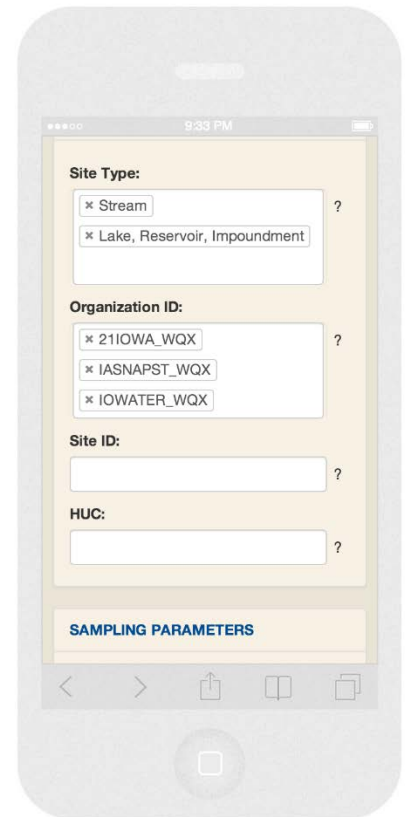 9:33 PM
Site Type:
× Stream
?
× Lake, Reservoir, Impoundment
Organization ID:
× 21IOWA_WQX
?
× IASNAPST_WQX
× IOWATER_WQX
Site ID:
?
HUC:
?
SAMPLING PARAMETERS